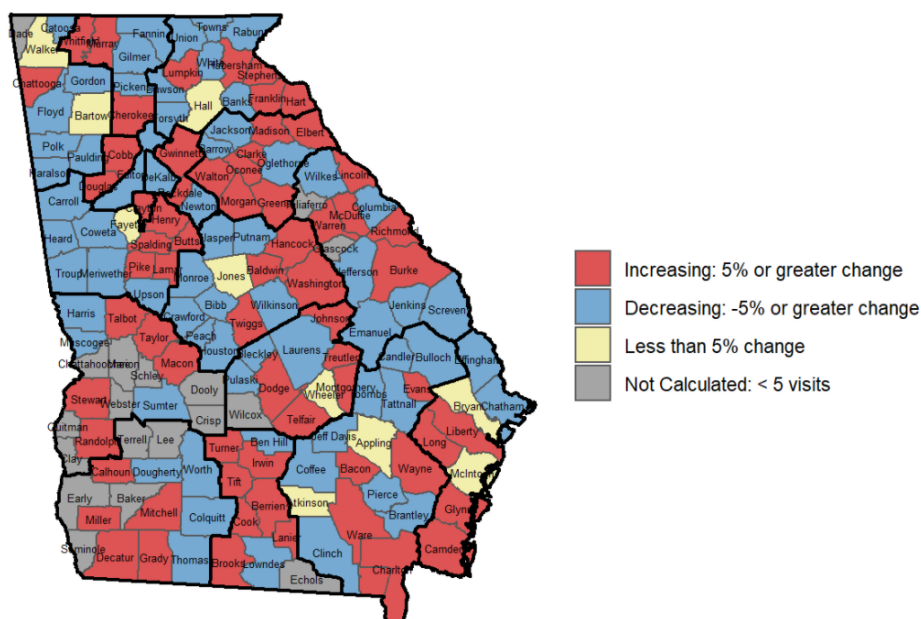 Dade
Catoosa
Fannin
Towns
Rabun
Union
Walker
Whitfield
Murray
Gilmer
White
Habersham
Lumpkin
Stephens
Chattooga
Gordon
Pickens
Dawson
Hall
Banks
Franklin
Hart
Floyd
Bartow
Cherokee
Forsyth
Jackson
Madison
Elbert
Polk
Paulding
Cobb
Gwinnett
Barrow
Clarke
Oglethorpe
Haralson
Fulton
DeKalb
Walton
Oconee
Wilkes
Lincoln
Douglas
Rockdale
Carroll
Newton
Morgan
Greene
Taliaferro
Columbia
Clayton
Henry
McDuffie
Fayette
Warren
Heard
Coweta
Spalding
Butts
Jasper
Putnam
Hancock
Richmond
Glascock
Troup
Meriwether
Pike
Lamar
Monroe
Jones
Baldwin
Jefferson
Burke
Upson
Washington
Bibb
Wilkinson
Harris
Talbot
Crawford
Jenkins
Screven
Twiggs
Johnson
Muscogee
Taylor
Peach
Emanuel
Houston
Chattahoochee
Marion
Macon
Bleckley
Laurens
Treutlen
Candler
Bulloch
Effingham
Schley
Pulaski
Dooly
Dodge
Montgomery
Evans
Stewart
Webster
Sumter
Wheeler
Toombs
Tattnall
Bryan
Chatham
Crisp
Wilcox
Telfair
Quitman
Liberty
Randolph
Terrell
Lee
Turner
Ben Hill
Jeff Davis
Appling
Long
Clay
Calhoun
Dougherty
Worth
Irwin
Coffee
Bacon
Wayne
McIntosh
Tift
Early
Baker
Pierce
Miller
Mitchell
Colquitt
Cook
Berrien
Atkinson
Brantley
Glynn
Lanier
Ware
Seminole
Decatur
Grady
Thomas
Brooks
Lowndes
Clinch
Camden
Echols
Charlton
Increasing: 5% or greater change
Decreasing: -5% or greater change
Less than 5% change
Not Calculated: < 5 visits